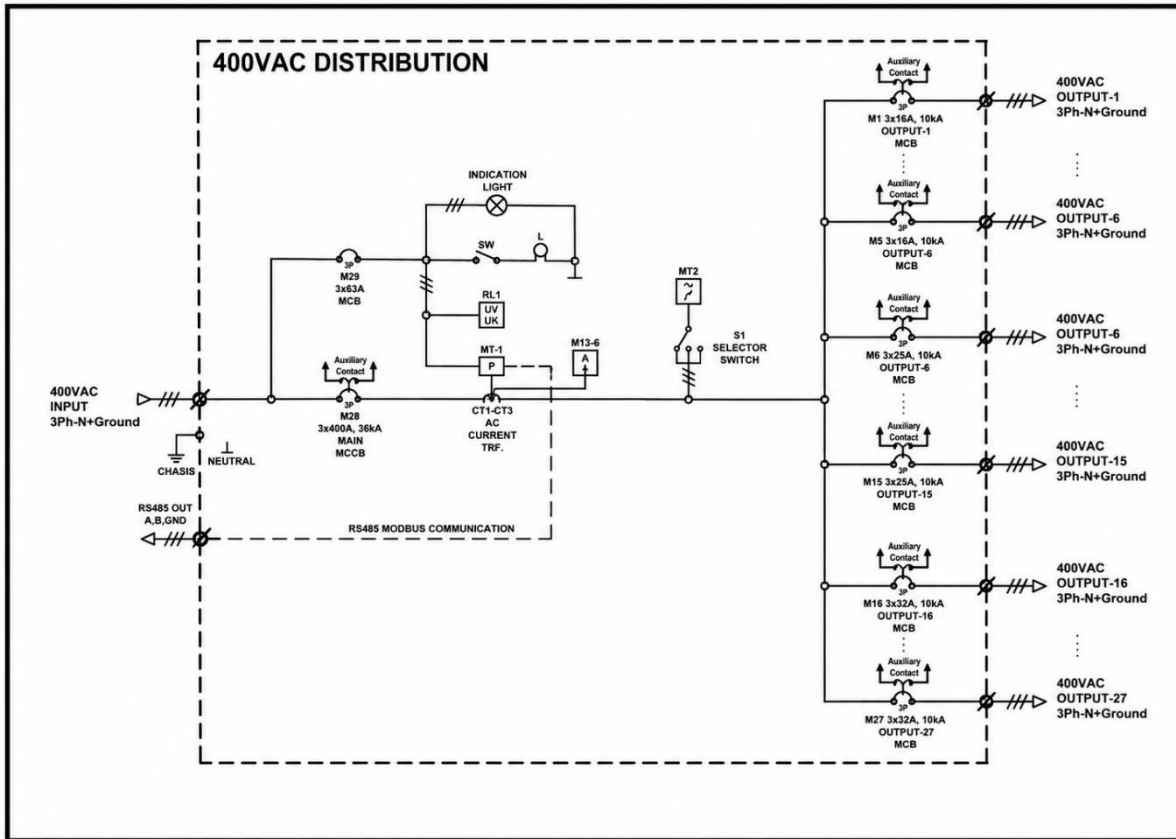 400VAC DISTRIBUTION
INDICATION
LIGHT
SW
L
3P
M29
3x63A
MCB
RL1
UV
UK
MT-1
P
M13-6
A
MT2
S1
SELECTOR
SWITCH
400VAC
INPUT
3Ph-N+Ground
Auxiliary
Contact
3P
M28
3x400A, 36kA
MAIN
MCCB
CT1-CT3
AC
CURRENT
TRF.
CHASIS
NEUTRAL
RS485 OUT
A,B,GND
RS485 MODBUS COMMUNICATION
Auxiliary
Contact
3P
M1 3x16A, 10kA
OUTPUT-1
MCB
400VAC
OUTPUT-1
3Ph-N+Ground
Auxiliary
Contact
3P
M5 3x16A, 10kA
OUTPUT-6
MCB
400VAC
OUTPUT-6
3Ph-N+Ground
Auxiliary
Contact
3P
M6 3x25A, 10kA
OUTPUT-6
MCB
400VAC
OUTPUT-6
3Ph-N+Ground
Auxiliary
Contact
3P
M15 3x25A, 10kA
OUTPUT-15
MCB
400VAC
OUTPUT-15
3Ph-N+Ground
Auxiliary
Contact
3P
M16 3x32A, 10kA
OUTPUT-16
MCB
400VAC
OUTPUT-16
3Ph-N+Ground
Auxiliary
Contact
3P
M27 3x32A, 10kA
OUTPUT-27
MCB
400VAC
OUTPUT-27
3Ph-N+Ground